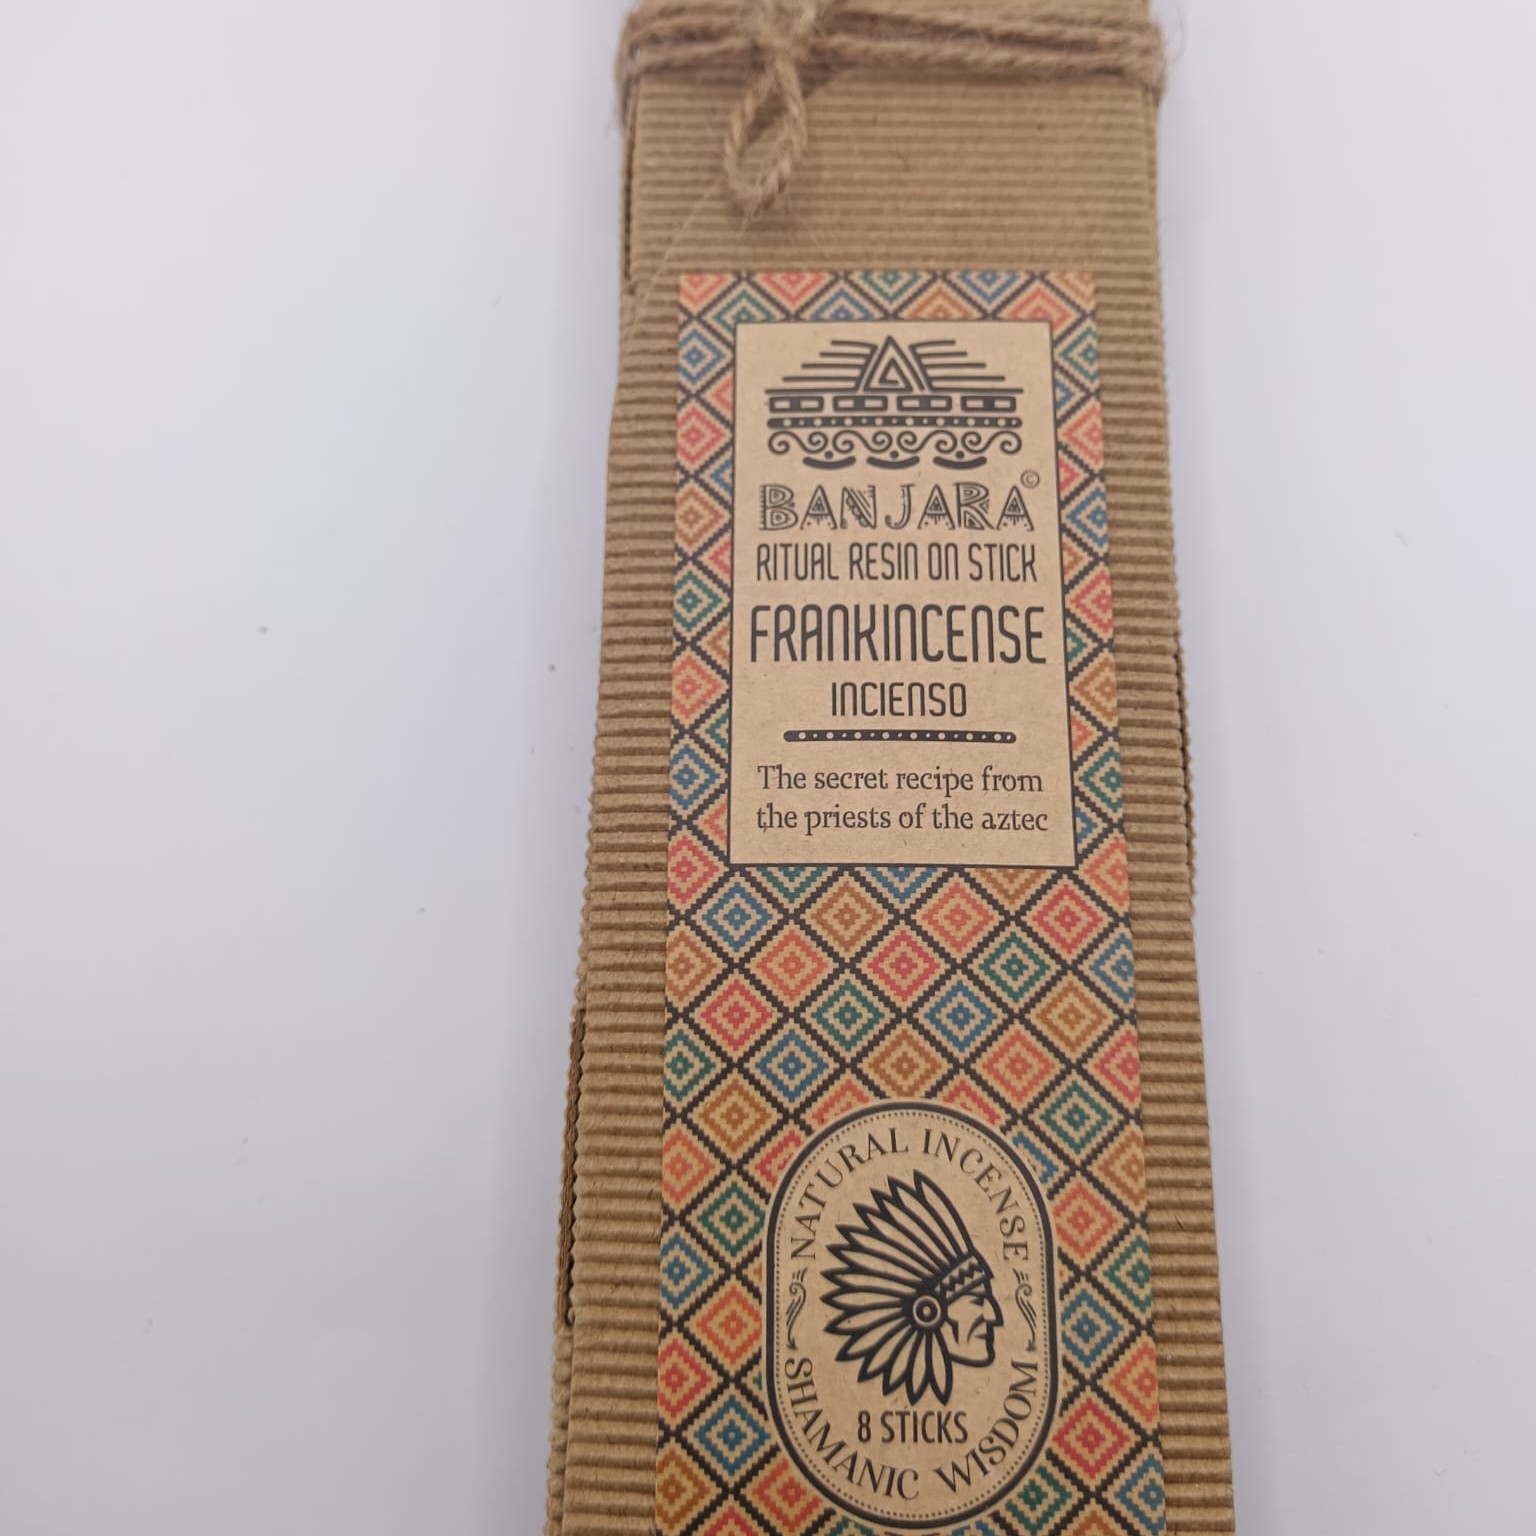 BANJARA©
RITUAL RESIN ON STICK
FRANKINCENSE
INCIENSO
The secret recipe from
the priests of the aztec
NATURAL INCENSE
8 STICKS
SHAMANIC WISDOM